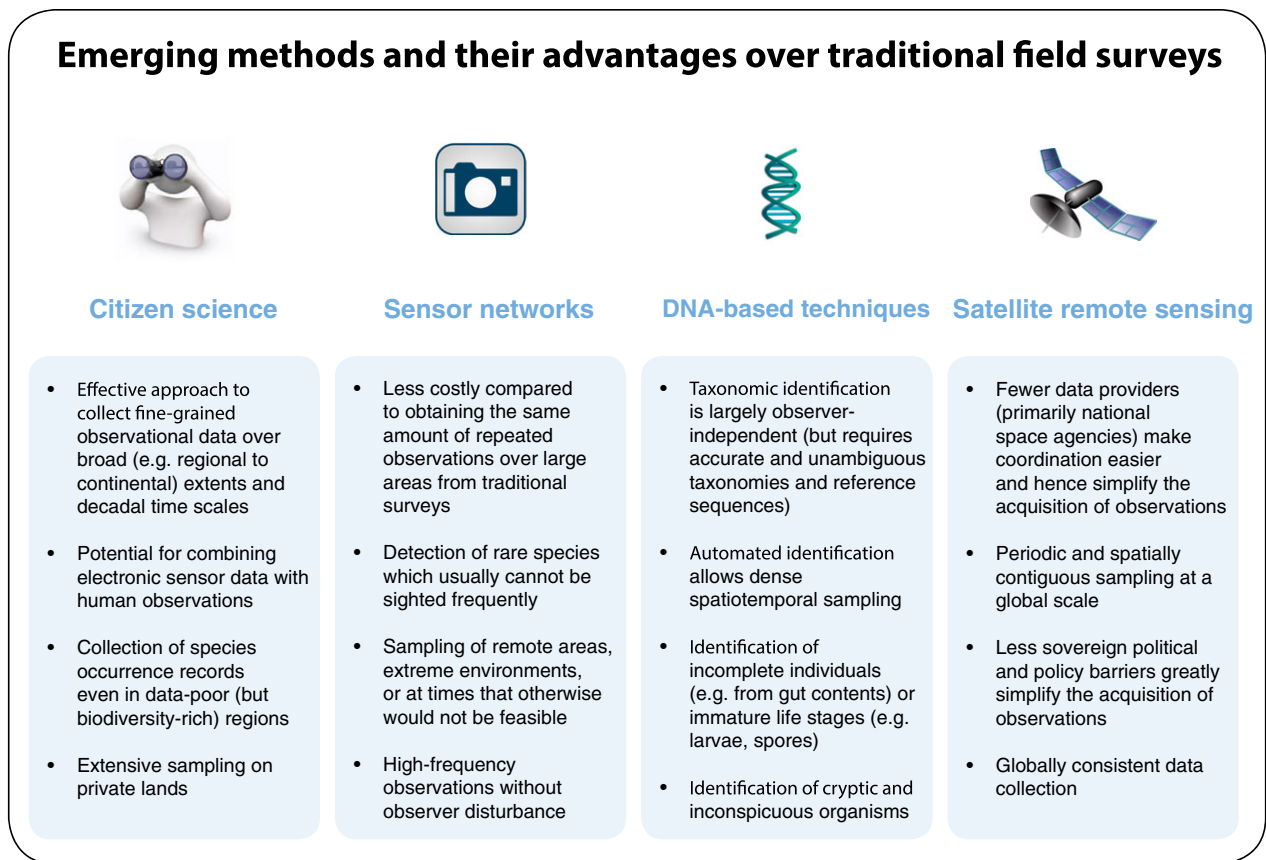 Emerging methods and their advantages over traditional field surveys
Citizen science
• Effective approach to
collect fine-grained
observational data over
broad (e.g. regional to
continental) extents and
decadal time scales
• Potential for combining
electronic sensor data with
human observations
• Collection of species
occurrence records
even in data-poor (but
biodiversity-rich) regions
• Extensive sampling on
private lands
Sensor networks
• Less costly compared
to obtaining the same
amount of repeated
observations over large
areas from traditional
surveys
• Detection of rare species
which usually cannot be
sighted frequently
• Sampling of remote areas,
extreme environments,
or at times that otherwise
would not be feasible
• High-frequency
observations without
observer disturbance
DNA-based techniques
• Taxonomic identification
is largely observer-
independent (but requires
accurate and unambiguous
taxonomies and reference
sequences)
• Automated identification
allows dense
spatiotemporal sampling
• Identification of
incomplete individuals
(e.g. from gut contents) or
immature life stages (e.g.
larvae, spores)
• Identification of cryptic and
inconspicuous organisms
Satellite remote sensing
• Fewer data providers
(primarily national
space agencies) make
coordination easier
and hence simplify the
acquisition of observations
• Periodic and spatially
contiguous sampling at a
global scale
• Less sovereign political
and policy barriers greatly
simplify the acquisition of
observations
• Globally consistent data
collection